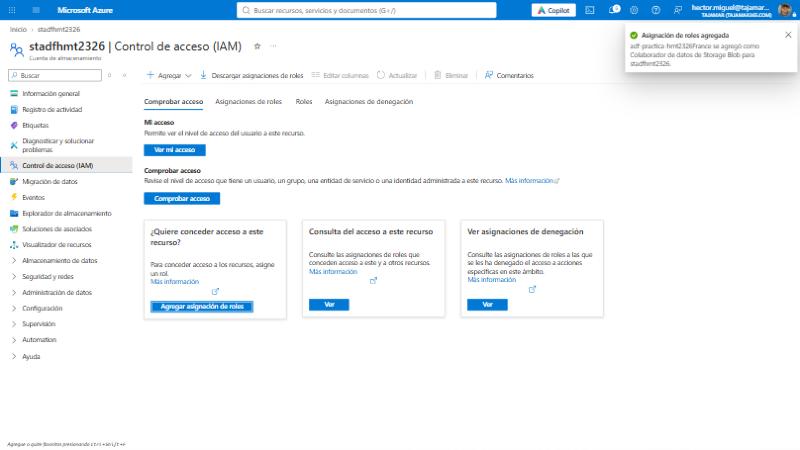 Microsoft Azure
Buscar recursos, servicios y documentos (G+/)
Copilot
hector.miguel@tajamar...
TAJAMAR (TAJAMAR365.COM)
Inicio > stadfhmt2326
stadfhmt2326 | Control de acceso (IAM)
Cuenta de almacenamiento
Asignación de roles agregada
adf-practica-hmt2326France se agregó como
Colaborador de datos de Storage Blob para
stadfhmt2326.
Buscar
Agregar
Descargar asignaciones de roles
Editar columnas
Actualizar
Eliminar
Comentarios
Información general
Registro de actividad
Etiquetas
Diagnosticar y solucionar
problemas
Control de acceso (IAM)
Migración de datos
Eventos
Explorador de almacenamiento
Soluciones de asociados
Visualizador de recursos
Almacenamiento de datos
Seguridad y redes
Administración de datos
Configuración
Supervisión
Automation
Ayuda
Comprobar acceso
Asignaciones de roles
Roles
Asignaciones de denegación
Mi acceso
Permite ver el nivel de acceso del usuario a este recurso.
Ver mi acceso
Comprobar acceso
Revise el nivel de acceso que tiene un usuario, un grupo, una entidad de servicio o una identidad administrada a este recurso. Más información
Comprobar acceso
¿Quiere conceder acceso a este
recurso?
Para conceder acceso a los recursos, asigne
un rol.
Más información
Agregar asignación de roles
Consulta del acceso a este recurso
Consulte las asignaciones de roles que
conceden acceso a este y a otros recursos.
Más información
Ver
Ver asignaciones de denegación
Consulte las asignaciones de roles a las que
se les ha denegado el acceso a acciones
específicas en este ámbito.
Más información
Ver
Agregue o quite favoritos presionando Ctrl+Shift+F